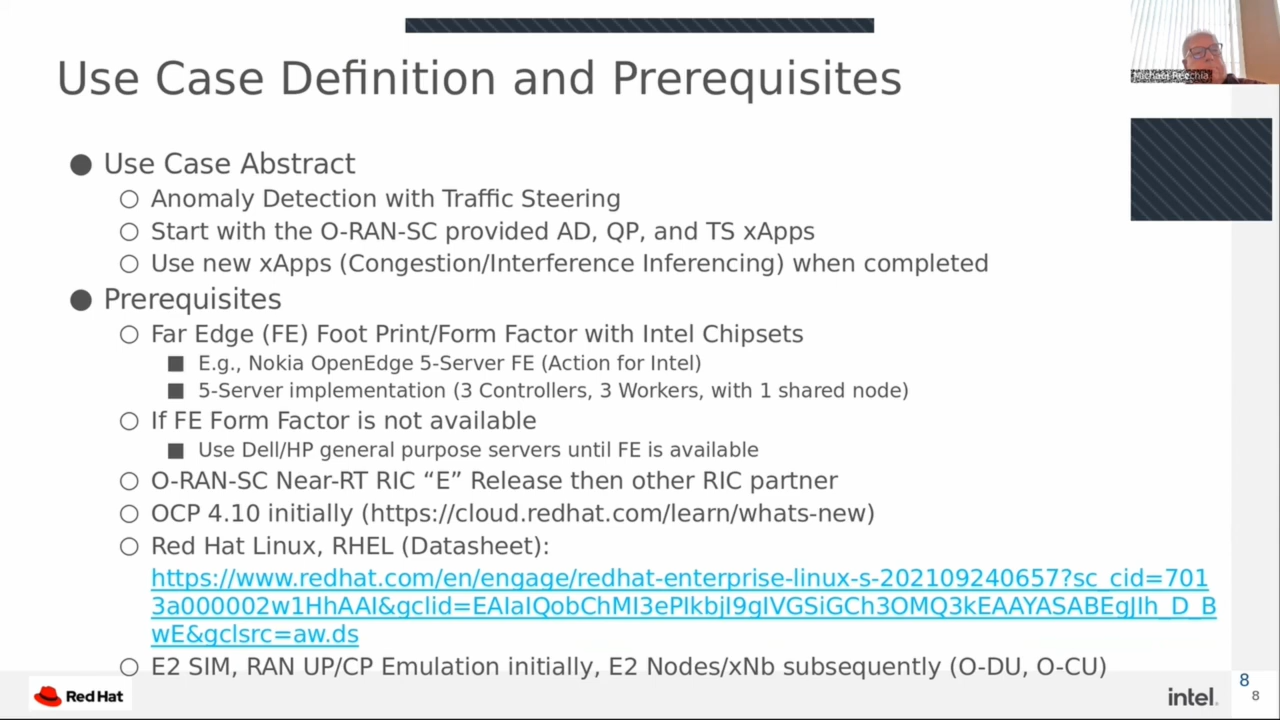 Use Case Definition and Prerequisites
Michael Recchia
● Use Case Abstract
○ Anomaly Detection with Traffic Steering
○ Start with the O-RAN-SC provided AD, QP, and TS xApps
○ Use new xApps (Congestion/Interference Inferencing) when completed
● Prerequisites
○ Far Edge (FE) Foot Print/Form Factor with Intel Chipsets
■ E.g., Nokia OpenEdge 5-Server FE (Action for Intel)
■ 5-Server implementation (3 Controllers, 3 Workers, with 1 shared node)
○ If FE Form Factor is not available
■ Use Dell/HP general purpose servers until FE is available
○ O-RAN-SC Near-RT RIC “E” Release then other RIC partner
○ OCP 4.10 initially (https://cloud.redhat.com/learn/whats-new)
○ Red Hat Linux, RHEL (Datasheet):
https://www.redhat.com/en/engage/redhat-enterprise-linux-s-202109240657?sc_cid=701
3a000002w1HhAAI&gclid=EAIaIQobChMI3ePIkbjI9gIVGSiGCh3OMQ3kEAAYASABEgJIh_D_B
wE&gclsrc=aw.ds
○ E2 SIM, RAN UP/CP Emulation initially, E2 Nodes/xNb subsequently (O-DU, O-CU)
Red Hat
intel.
8
8